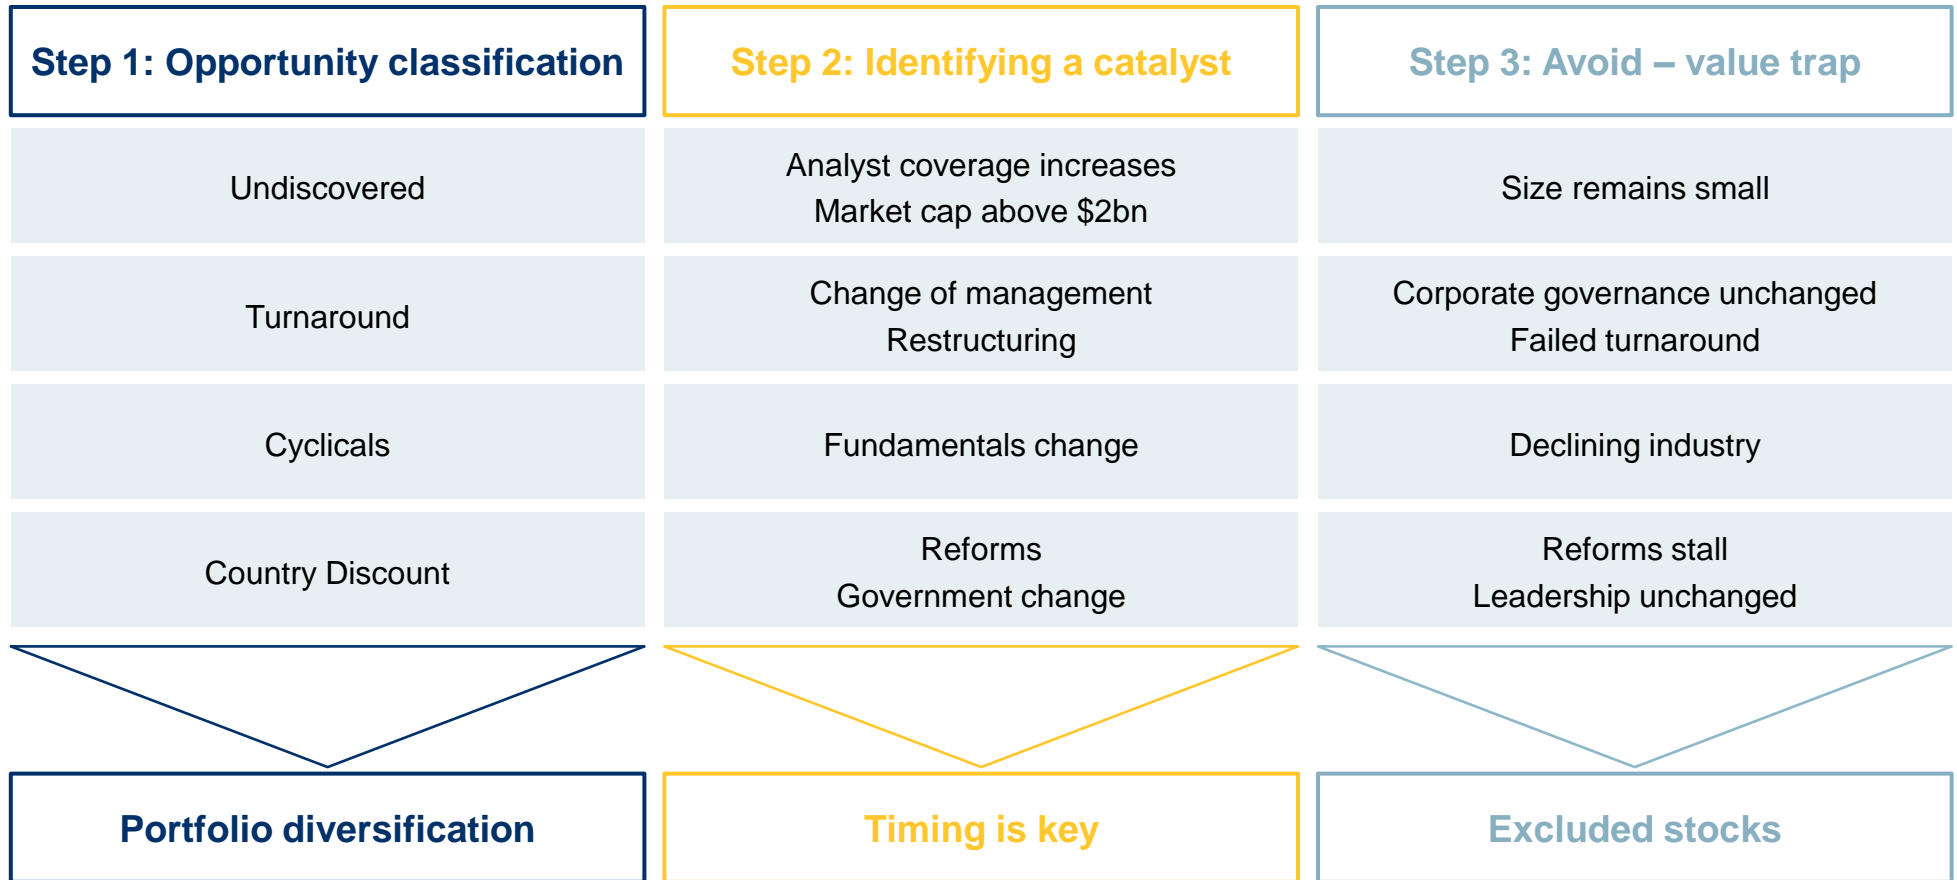 Step 1: Opportunity classification
Step 2: Identifying a catalyst
Step 3: Avoid – value trap
Undiscovered
Analyst coverage increases
Market cap above $2bn
Size remains small
Turnaround
Change of management
Restructuring
Corporate governance unchanged
Failed turnaround
Cyclicals
Fundamentals change
Declining industry
Country Discount
Reforms
Government change
Reforms stall
Leadership unchanged
Portfolio diversification
Timing is key
Excluded stocks